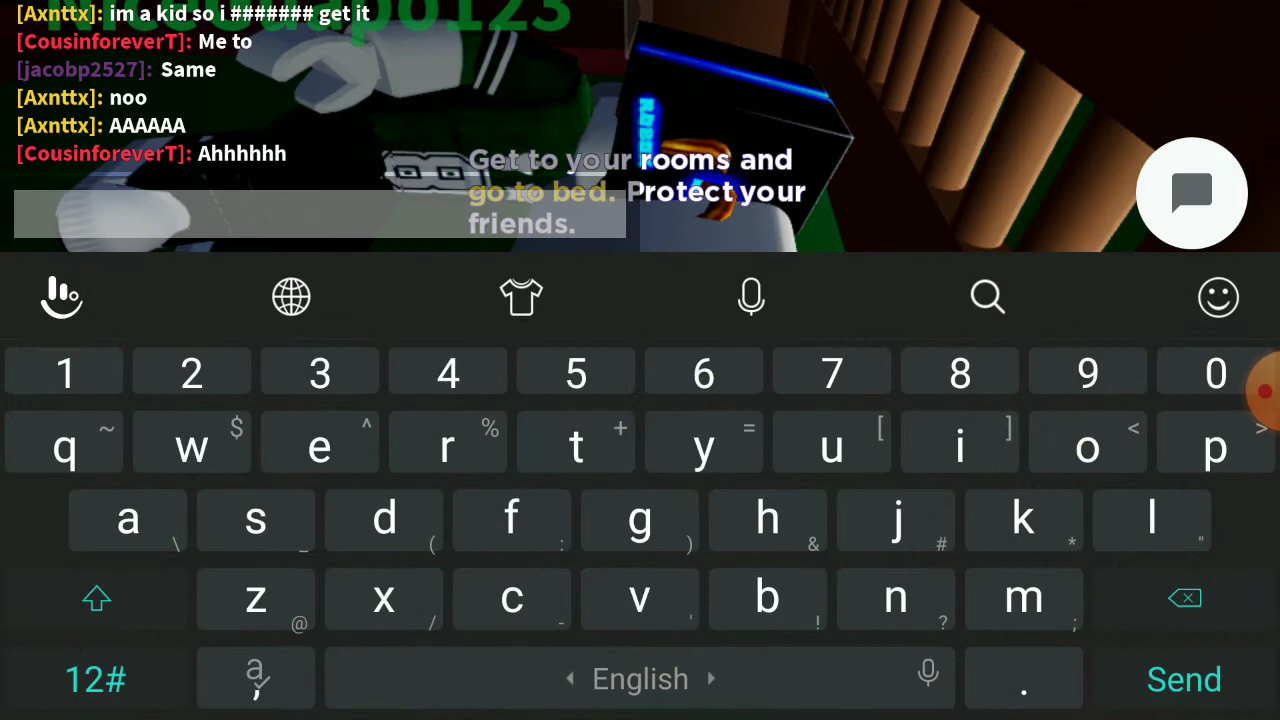 [Axnttx]: im a kid so i ####### get it
[CousinforeverT]: Me to
[jacobp2527]: Same
[Axnttx]: noo
[Axnttx]: AAAAAA
[CousinforeverT]: Ahhhhhh
Get to your rooms and
go to bed. Protect your
friends.
1 2 3 4 5 6 7 8 9 0
q ~ w $ e ^ r % t + y = u [ i ] o < p >
a \ s _ d ( f : g ) h & j # k * l "
z @ x / c - v ' b ! n ? m ;
12# a , English . Send